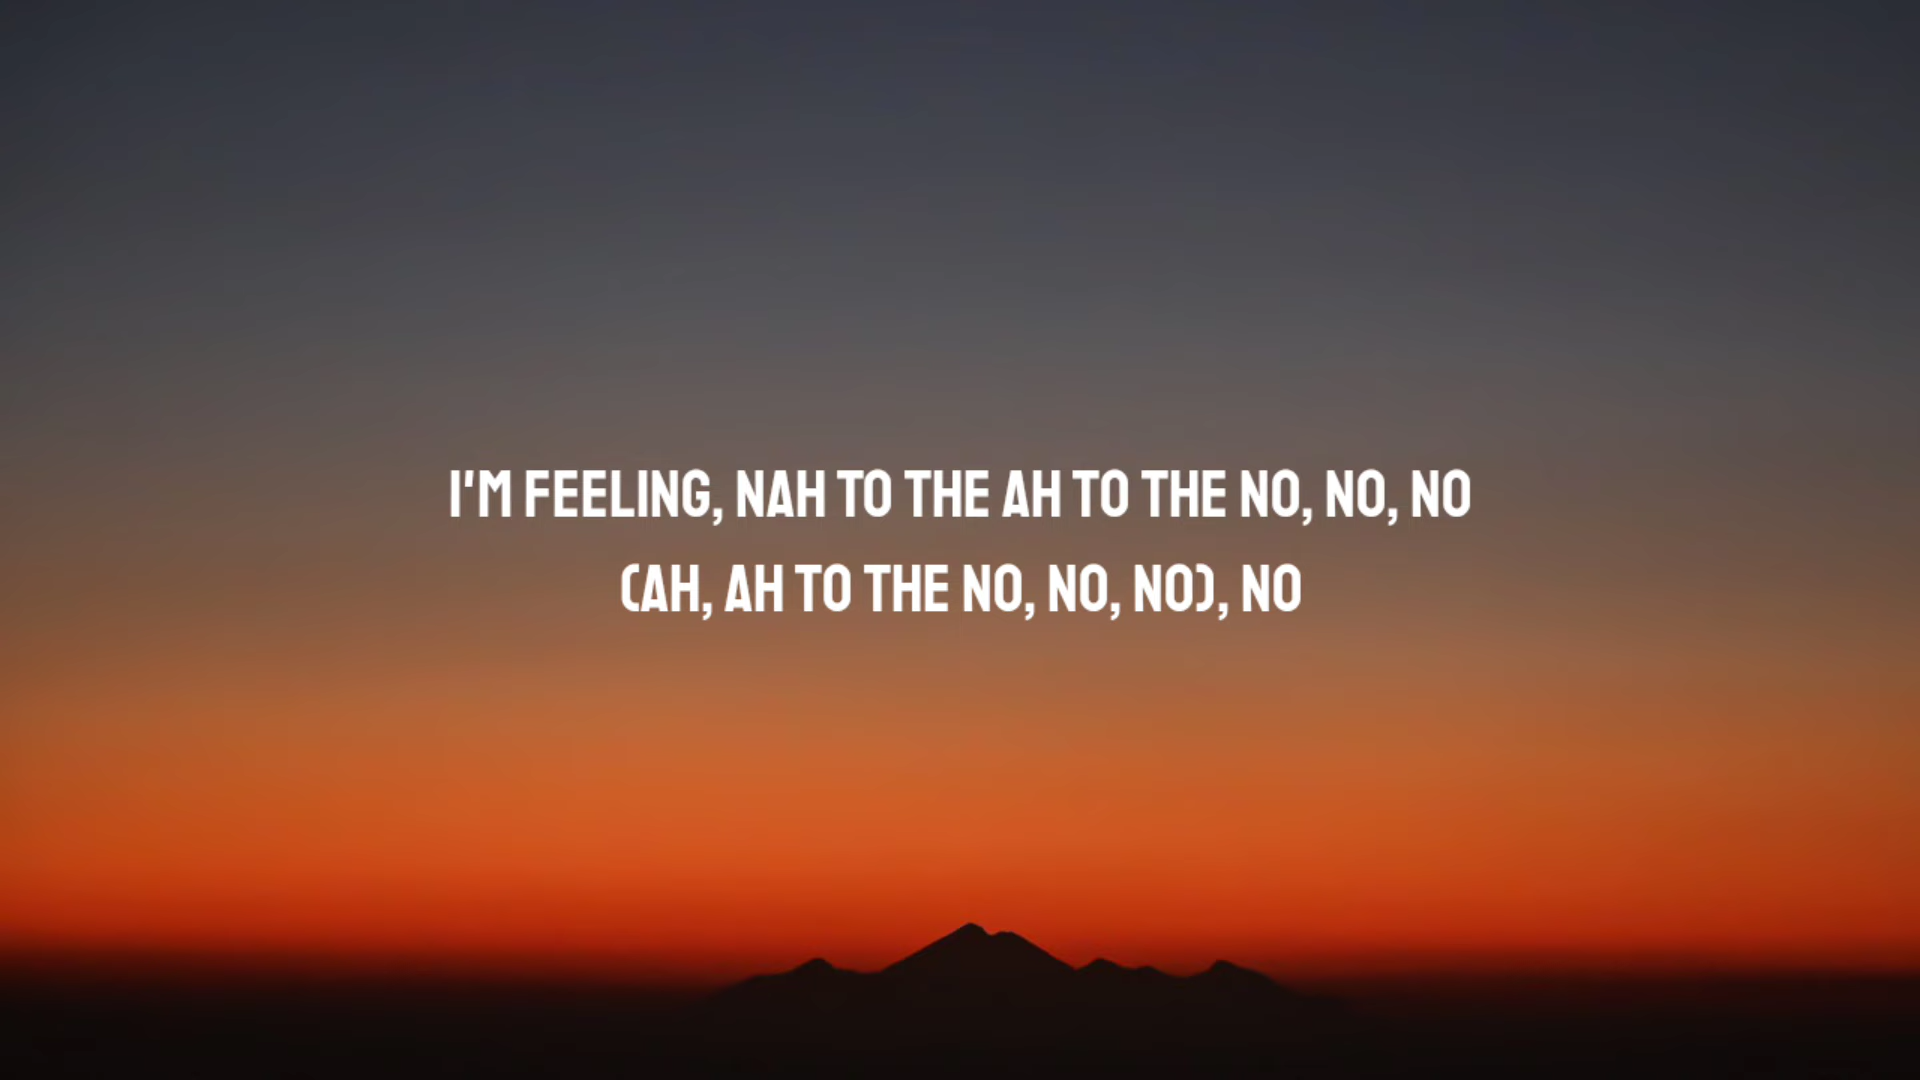 I'M FEELING, NAH TO THE AH TO THE NO, NO, NO
(AH, AH TO THE NO, NO, NO), NO